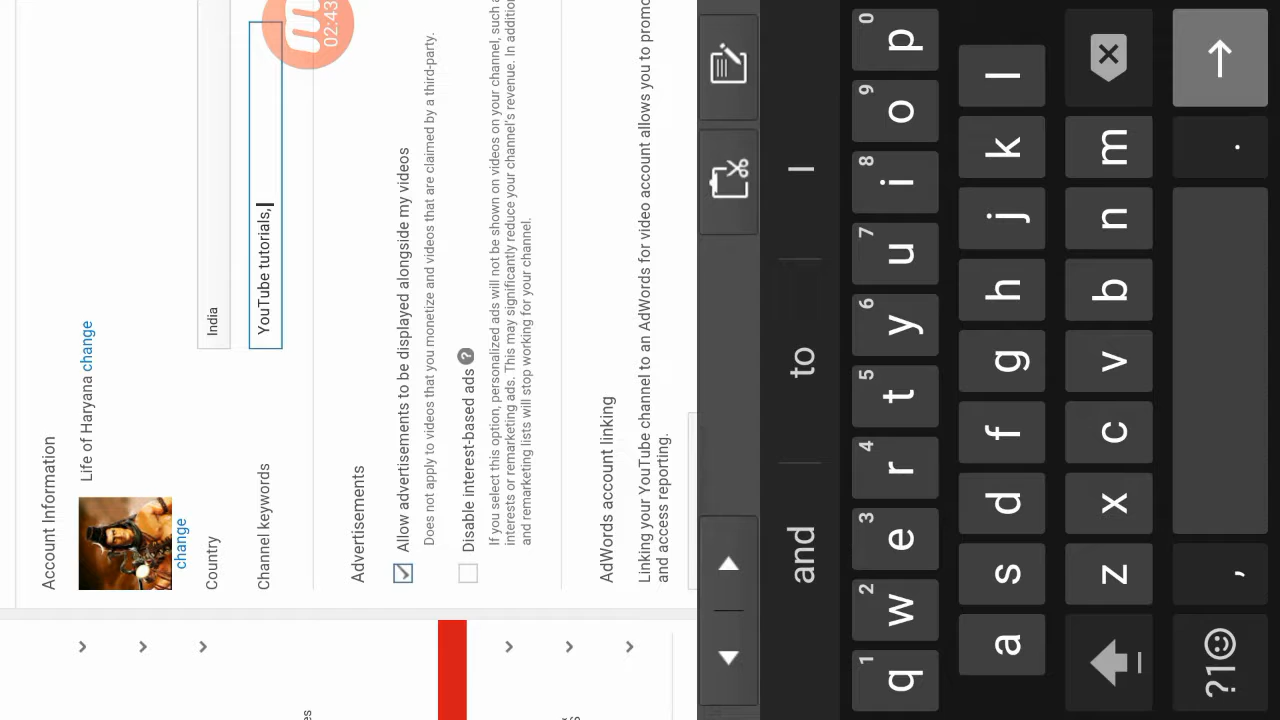 02:43
Account Information
Life of Haryana change
change
Country
India
Channel keywords
YouTube tutorials,
Advertisements
Allow advertisements to be displayed alongside my videos
Does not apply to videos that you monetize and videos that are claimed by a third-party.
Disable interest-based ads ?
If you select this option, personalized ads will not be shown on videos on your channel, such a
interests or remarketing ads. This may significantly reduce your channel's revenue. In addition
and remarketing lists will stop working for your channel.
AdWords account linking
Linking your YouTube channel to an AdWords for video account allows you to promo
and access reporting.
and to I
1 2 3 4 5 6 7 8 9 0
q w e r t y u i o p
a s d f g h j k l
z x c v b n m
?1☺ , .